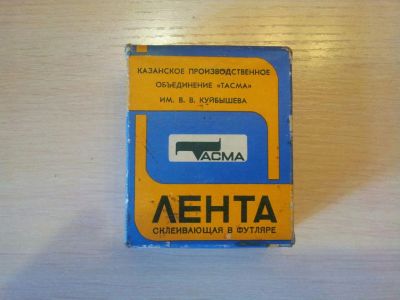 КАЗАНСКОЕ ПРОИЗВОДСТВЕННОЕ
ОБЪЕДИНЕНИЕ «ТАСМА»
ИМ. В. В. КУЙБЫШЕВА
ТАСМА
ЛЕНТА
СКЛЕИВАЮЩАЯ В ФУТЛЯРЕ